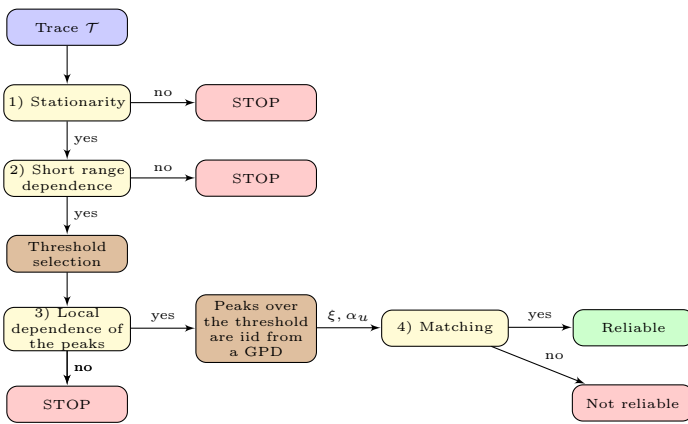 Trace 𝒯
1) Stationarity
no
STOP
yes
2) Short range
dependence
no
STOP
yes
Threshold
selection
3) Local
dependence of
the peaks
yes
Peaks over
the threshold
are iid from
a GPD
ξ, αᵤ
4) Matching
yes
Reliable
no
no
STOP
Not reliable